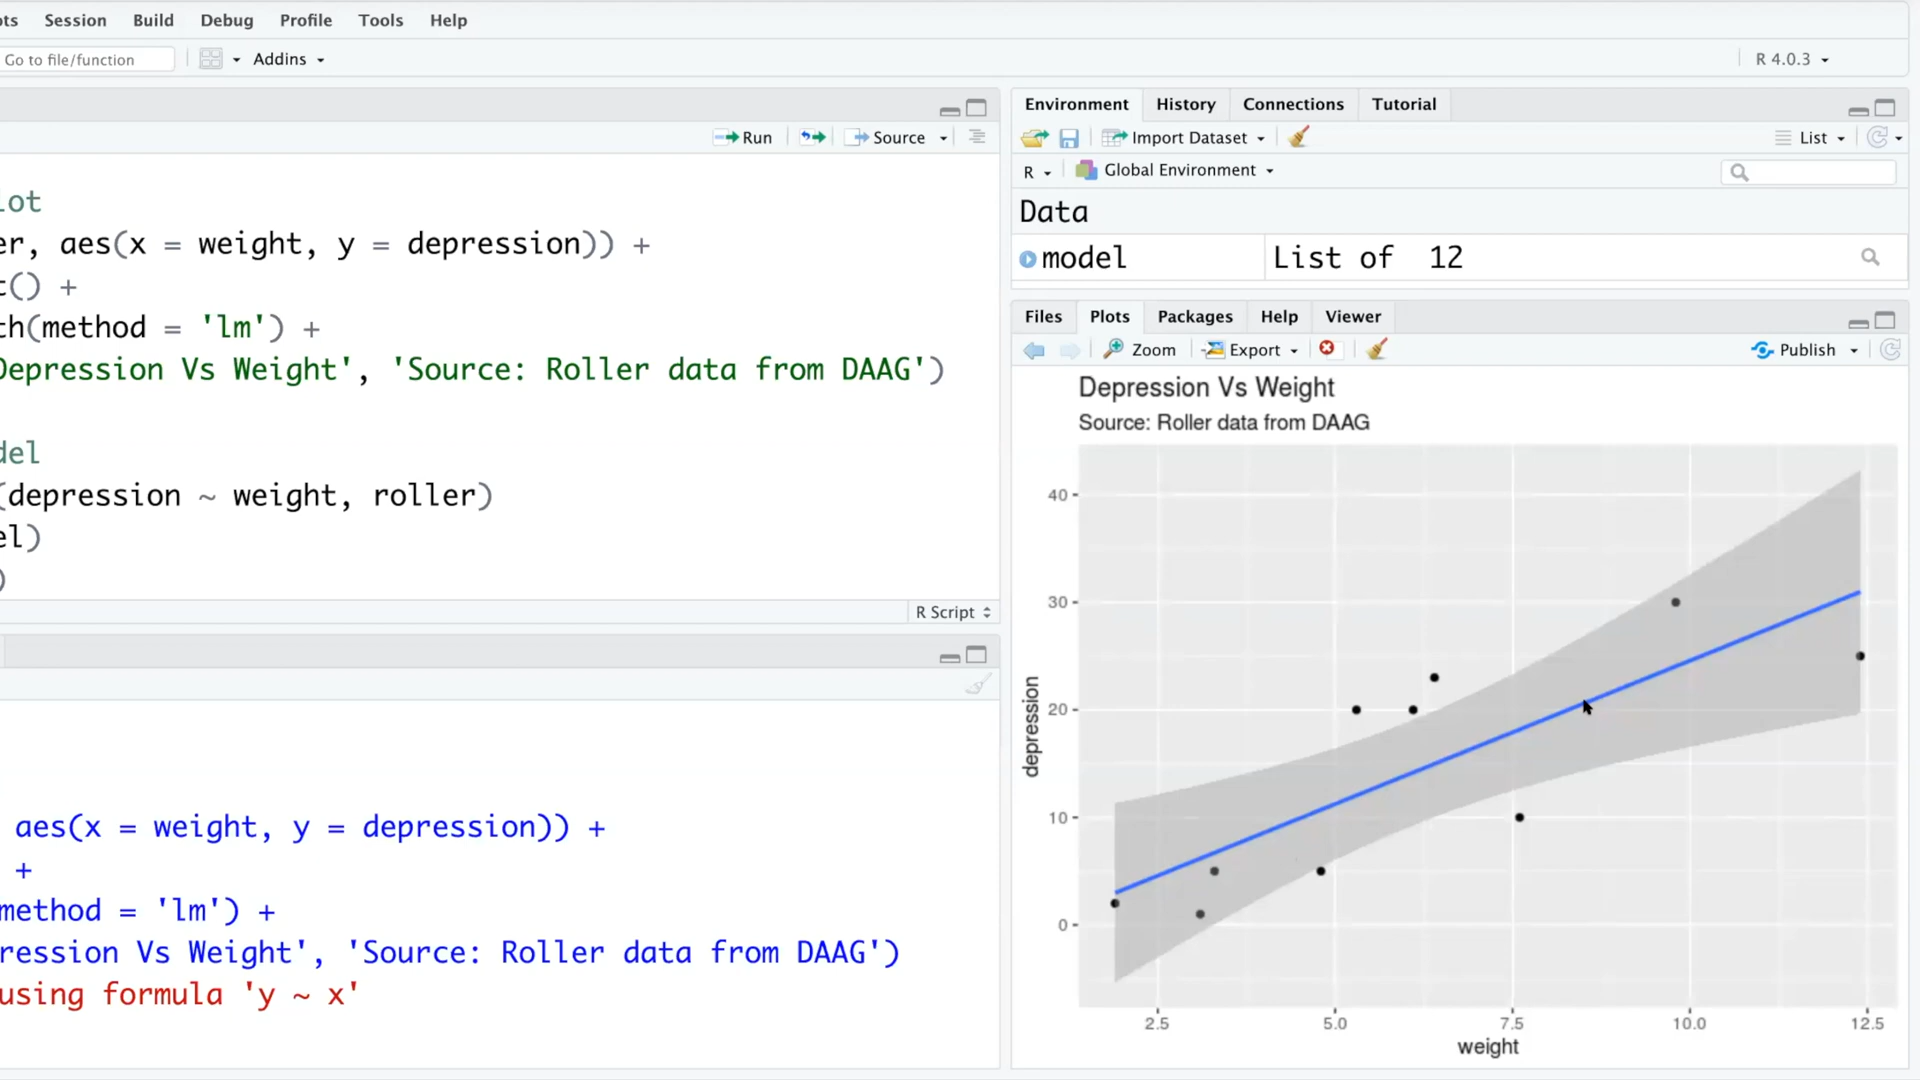 Session Build Debug Profile Tools Help
Go to file/function Addins R 4.0.3
Run Source
er, aes(x = weight, y = depression)) +
() +
th(method = 'lm') +
Depression Vs Weight', 'Source: Roller data from DAAG')
(depression ~ weight, roller)
el)
)
R Script
aes(x = weight, y = depression)) +
+
method = 'lm') +
ression Vs Weight', 'Source: Roller data from DAAG')
using formula 'y ~ x'
Environment History Connections Tutorial
Import Dataset List
R Global Environment
Data
model List of 12
Files Plots Packages Help Viewer
Zoom Export Publish
Depression Vs Weight
Source: Roller data from DAAG
40
30
20
10
0
depression
2.5 5.0 7.5 10.0 12.5
weight